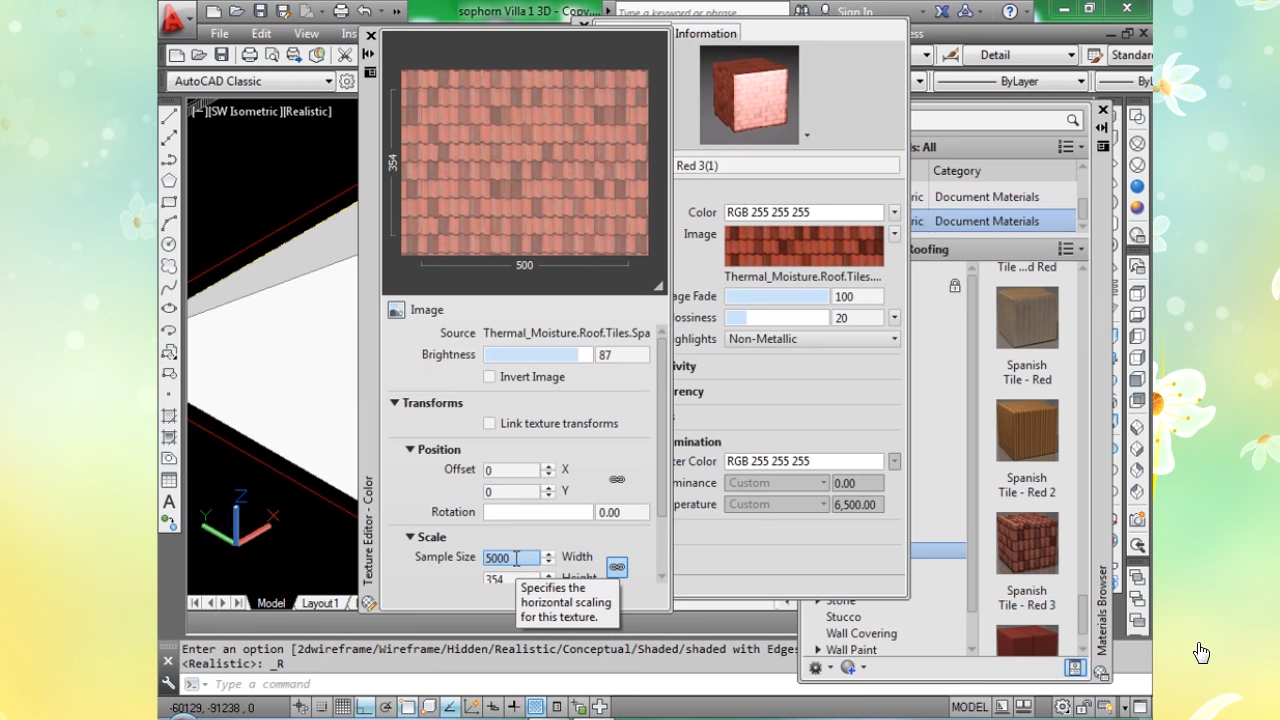 sophorn Villa 1 3D - Copy....
Type a keyword or phrase
Sign In
File
Edit
View
Ins
ess
Detail
Standar
AutoCAD Classic
ByLayer
ByL
[−][SW Isometric][Realistic]
354
500
Image
Source
Thermal_Moisture.Roof.Tiles.Spa
Brightness
87
Invert Image
Transforms
Link texture transforms
Position
Offset
0
X
0
Y
Rotation
0.00
Scale
Sample Size
5000
Width
354
Height
Specifies the
horizontal scaling
for this texture.
Texture Editor - Color
Information
Red 3(1)
Color
RGB 255 255 255
Image
Thermal_Moisture.Roof.Tiles....
age Fade
100
lossiness
20
lighlights
Non-Metallic
ivity
rency
s
mination
ter Color
RGB 255 255 255
minance
Custom
0.00
perature
Custom
6,500.00
s: All
Category
ric
Document Materials
ric
Document Materials
Roofing
Tile ...d Red
Spanish
Tile - Red
Spanish
Tile - Red 2
Spanish
Tile - Red 3
Stone
Stucco
Wall Covering
Wall Paint
Materials Browser
Y
Z
X
Model
Layout1
Enter an option [2dwireframe/Wireframe/Hidden/Realistic/Conceptual/Shaded/shaded with Edges
<Realistic>: _R
Type a command
-60129, -91238 , 0
MODEL
A